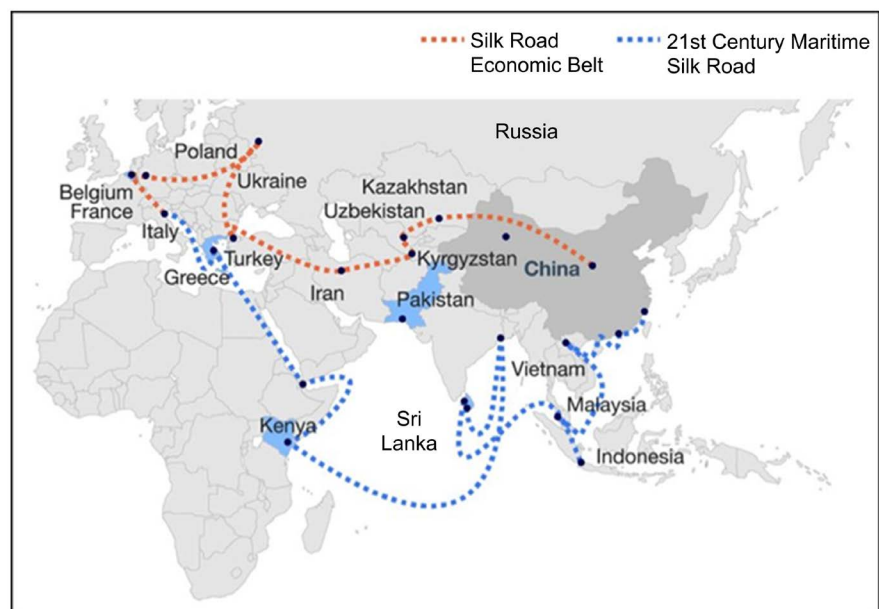 Silk Road
Economic Belt
21st Century Maritime
Silk Road
Russia
Poland
Ukraine
Belgium
France
Kazakhstan
Uzbekistan
Italy
Turkey
Kyrgyzstan
China
Greece
Iran
Pakistan
Vietnam
Malaysia
Kenya
Sri
Lanka
Indonesia